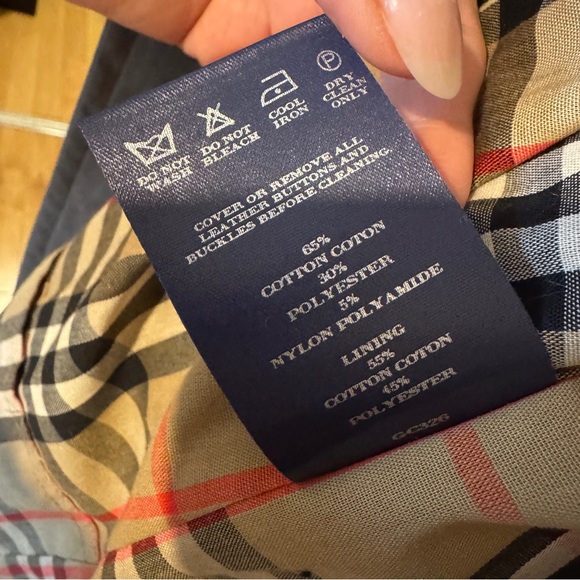 DO NOT
WASH
DO NOT
BLEACH
COOL
IRON
P
DRY
CLEAN
ONLY
COVER OR REMOVE ALL
LEATHER BUTTONS AND
BUCKLES BEFORE CLEANING.
65%
COTTON COTON
30%
POLYESTER
5%
NYLON POLYAMIDE
LINING
55%
COTTON COTON
45%
POLYESTER
GC326